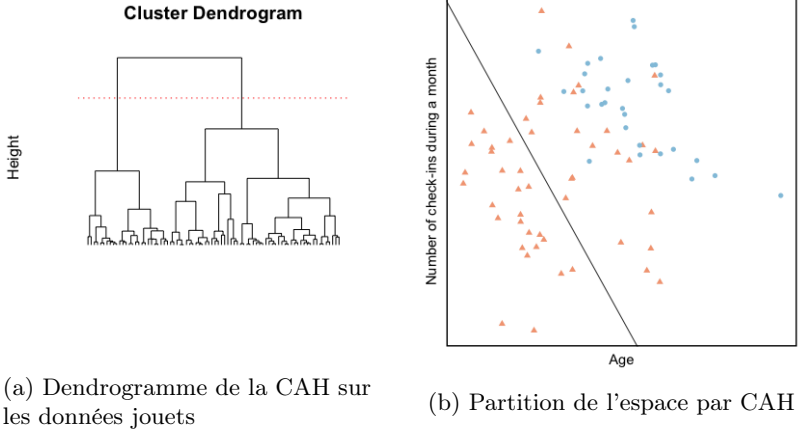 Cluster Dendrogram
Height
Number of check-ins during a month
Age
(a) Dendrogramme de la CAH sur
les données jouets
(b) Partition de l'espace par CAH